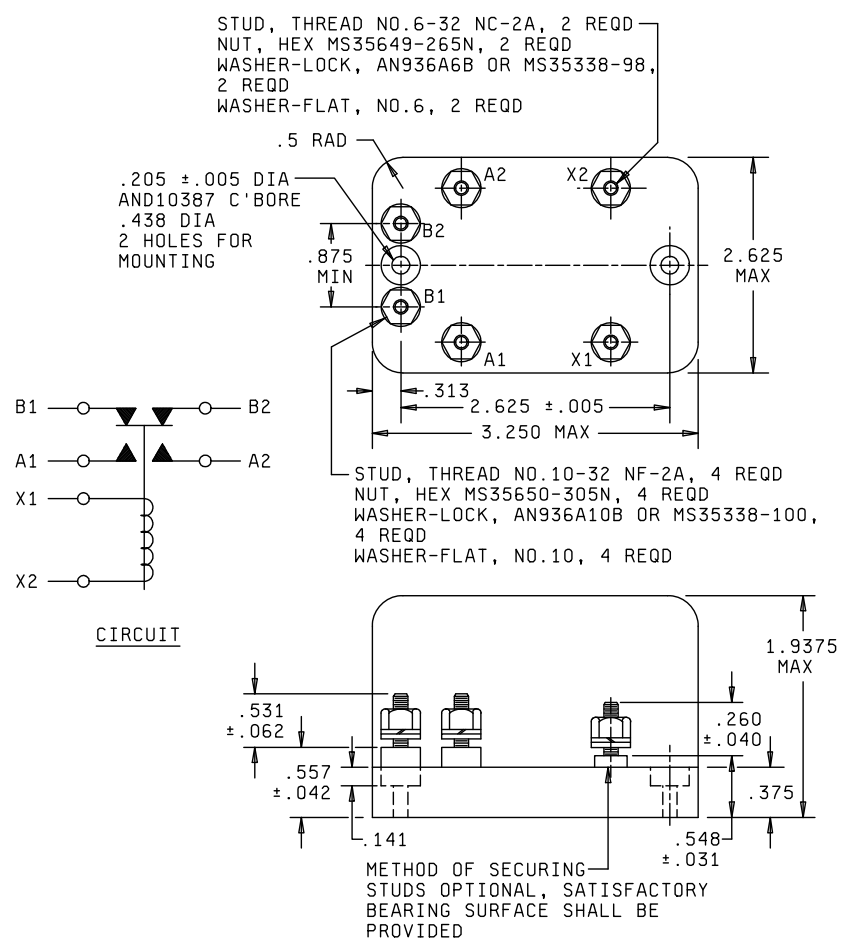 STUD, THREAD NO.6-32 NC-2A, 2 REQD
NUT, HEX MS35649-265N, 2 REQD
WASHER-LOCK, AN936A6B OR MS35338-98,
2 REQD
WASHER-FLAT, NO.6, 2 REQD
.5 RAD
.205 ±.005 DIA
AND10387 C'BORE
.438 DIA
2 HOLES FOR
MOUNTING
A2
X2
B2
.875
MIN
2.625
MAX
B1
A1
X1
.313
2.625 ±.005
3.250 MAX
B1
B2
A1
A2
X1
X2
CIRCUIT
STUD, THREAD NO.10-32 NF-2A, 4 REQD
NUT, HEX MS35650-305N, 4 REQD
WASHER-LOCK, AN936A10B OR MS35338-100,
4 REQD
WASHER-FLAT, NO.10, 4 REQD
1.9375
MAX
.531
±.062
.260
±.040
.557
±.042
.375
.141
.548
±.031
METHOD OF SECURING
STUDS OPTIONAL, SATISFACTORY
BEARING SURFACE SHALL BE
PROVIDED